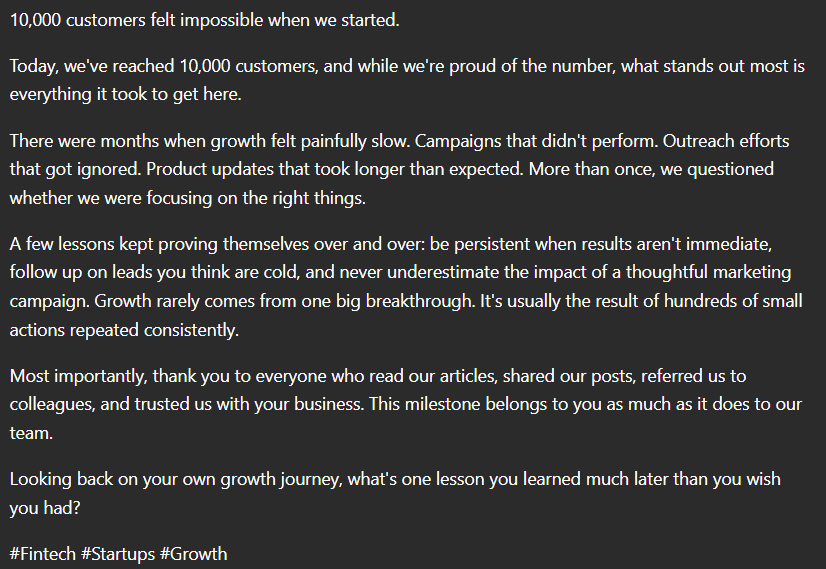 10,000 customers felt impossible when we started.
Today, we've reached 10,000 customers, and while we're proud of the number, what stands out most is
everything it took to get here.
There were months when growth felt painfully slow. Campaigns that didn't perform. Outreach efforts
that got ignored. Product updates that took longer than expected. More than once, we questioned
whether we were focusing on the right things.
A few lessons kept proving themselves over and over: be persistent when results aren't immediate,
follow up on leads you think are cold, and never underestimate the impact of a thoughtful marketing
campaign. Growth rarely comes from one big breakthrough. It's usually the result of hundreds of small
actions repeated consistently.
Most importantly, thank you to everyone who read our articles, shared our posts, referred us to
colleagues, and trusted us with your business. This milestone belongs to you as much as it does to our
team.
Looking back on your own growth journey, what's one lesson you learned much later than you wish
you had?
#Fintech #Startups #Growth